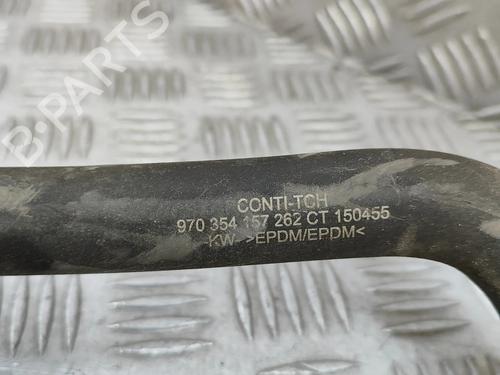 B-PARTS
CONTI-TCH
970 354 157 262 CT 150455
KW >EPDM/EPDM<